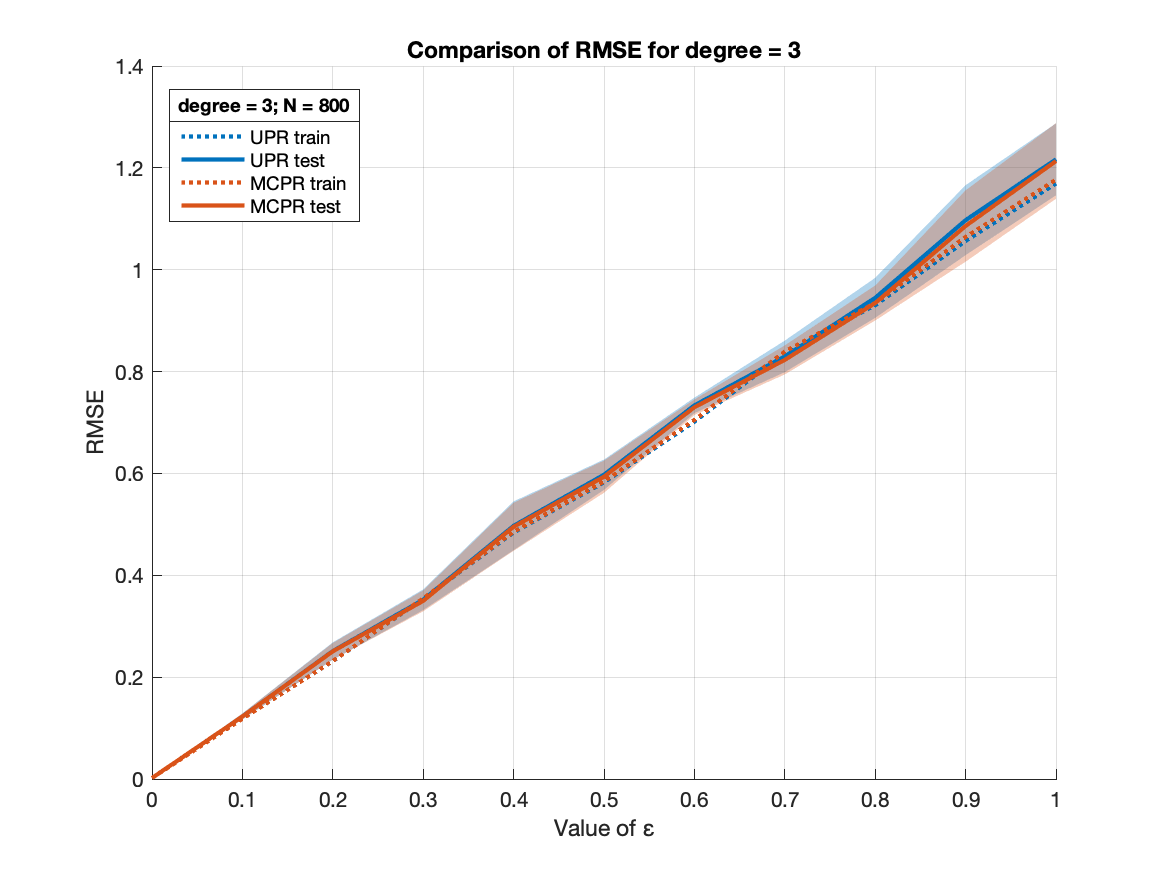 Comparison of RMSE for degree = 3
1.4
1.2
1
0.8
0.6
0.4
0.2
0
RMSE
degree = 3; N = 800
UPR train
UPR test
MCPR train
MCPR test
0 0.1 0.2 0.3 0.4 0.5 0.6 0.7 0.8 0.9 1
Value of ε